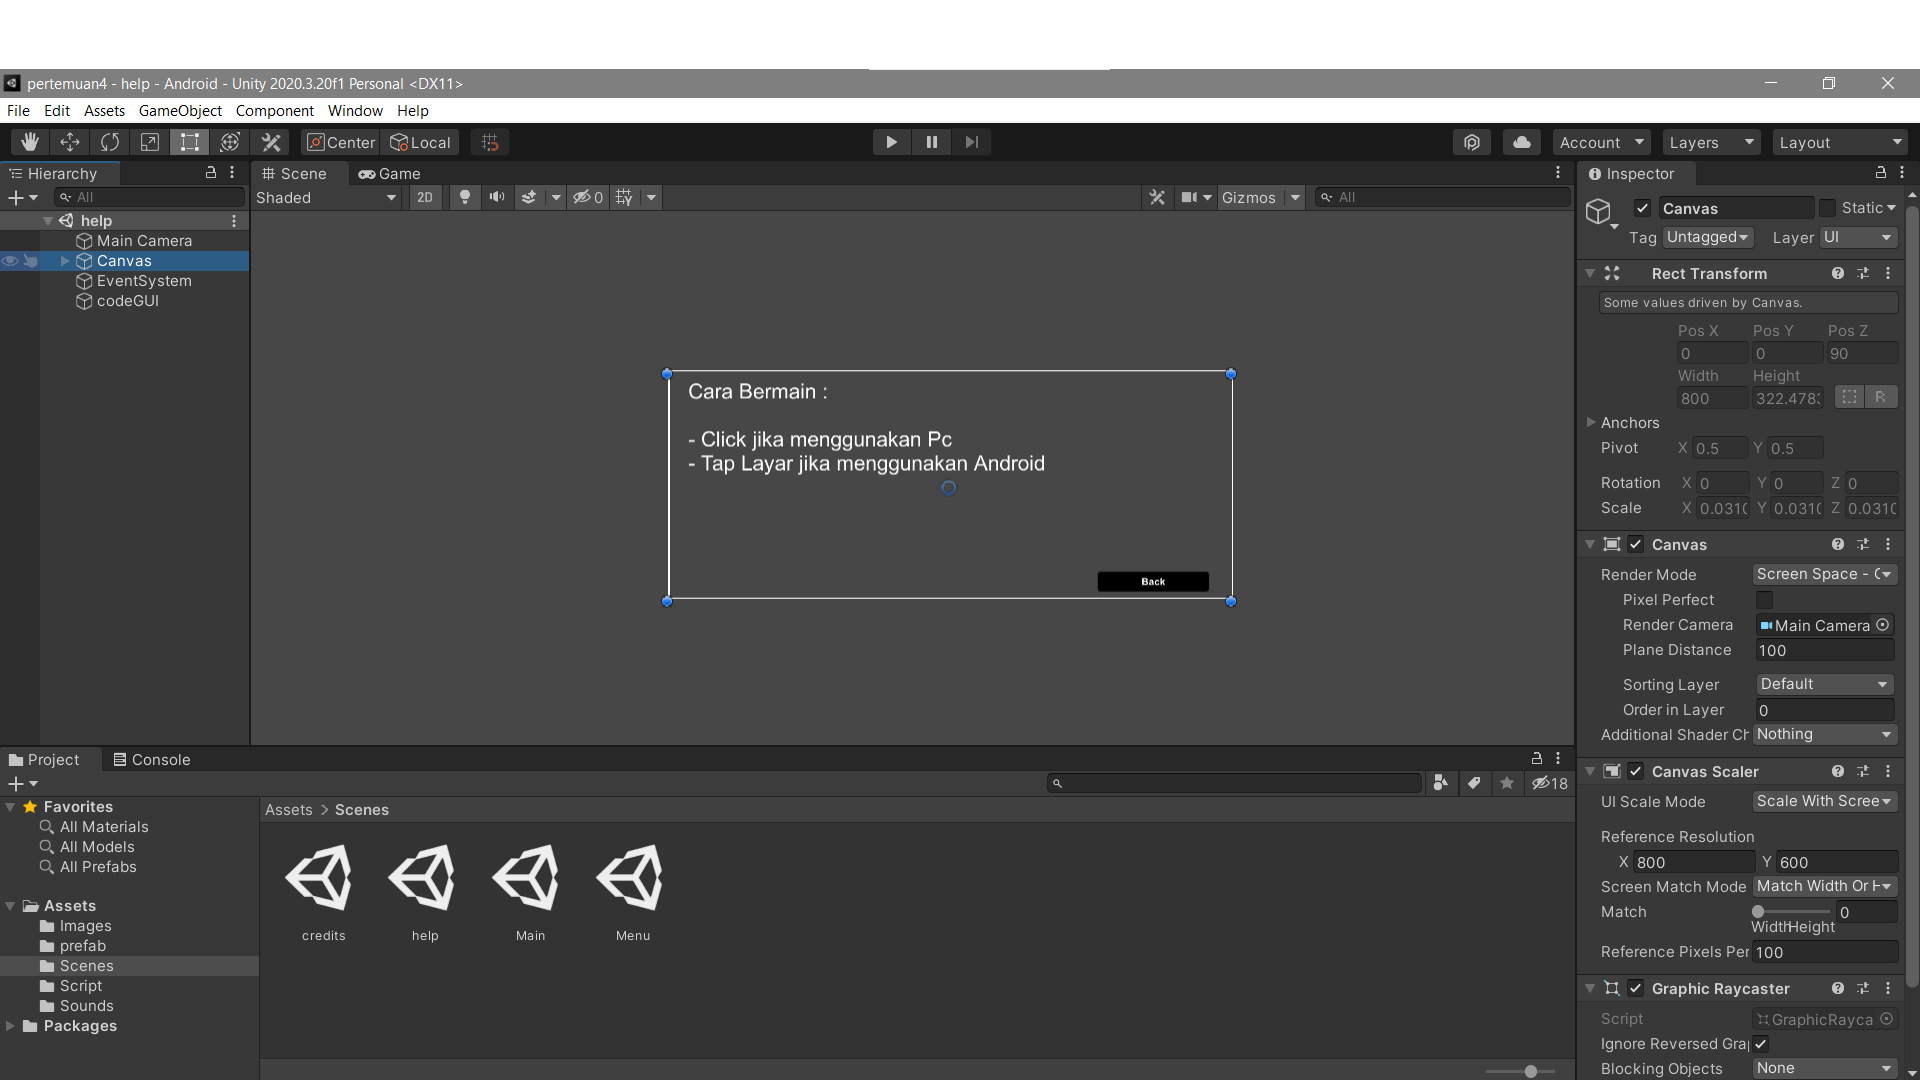 pertemuan4 - help - Android - Unity 2020.3.20f1 Personal <DX11>
File Edit Assets GameObject Component Window Help
Center Local
Account Layers Layout
Hierarchy
All
help
Main Camera
Canvas
EventSystem
codeGUI
Scene Game
Shaded 2D 0 Gizmos All
Cara Bermain :
- Click jika menggunakan Pc
- Tap Layar jika menggunakan Android
Back
Project Console
18
Favorites
All Materials
All Models
All Prefabs
Assets
Images
prefab
Scenes
Script
Sounds
Packages
Assets > Scenes
credits help Main Menu
Inspector
Canvas Static
Tag Untagged Layer UI
Rect Transform
Some values driven by Canvas.
Pos X Pos Y Pos Z
0 0 90
Width Height
800 322.478 R
Anchors
Pivot X 0.5 Y 0.5
Rotation X 0 Y 0 Z 0
Scale X 0.031 Y 0.031 Z 0.031
Canvas
Render Mode Screen Space -
Pixel Perfect
Render Camera Main Camera
Plane Distance 100
Sorting Layer Default
Order in Layer 0
Additional Shader Ch Nothing
Canvas Scaler
UI Scale Mode Scale With Scree
Reference Resolution
X 800 Y 600
Screen Match Mode Match Width Or H
Match 0
Width Height
Reference Pixels Per 100
Graphic Raycaster
Script GraphicRayca
Ignore Reversed Gra
Blocking Objects None